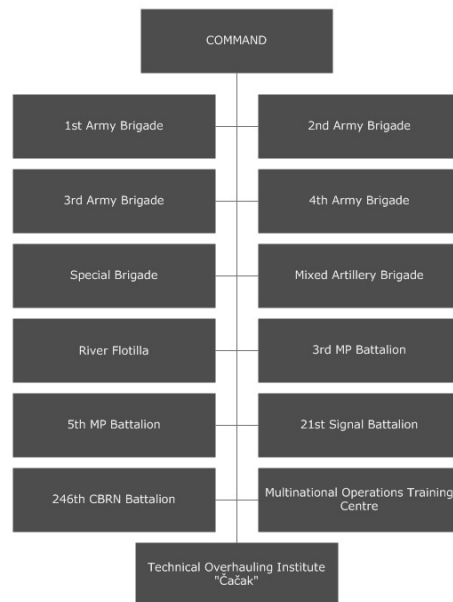 COMMAND
1st Army Brigade
2nd Army Brigade
3rd Army Brigade
4th Army Brigade
Special Brigade
Mixed Artillery Brigade
River Flotilla
3rd MP Battalion
5th MP Battalion
21st Signal Battalion
246th CBRN Battalion
Multinational Operations Training
Centre
Technical Overhauling Institute
"Čačak"